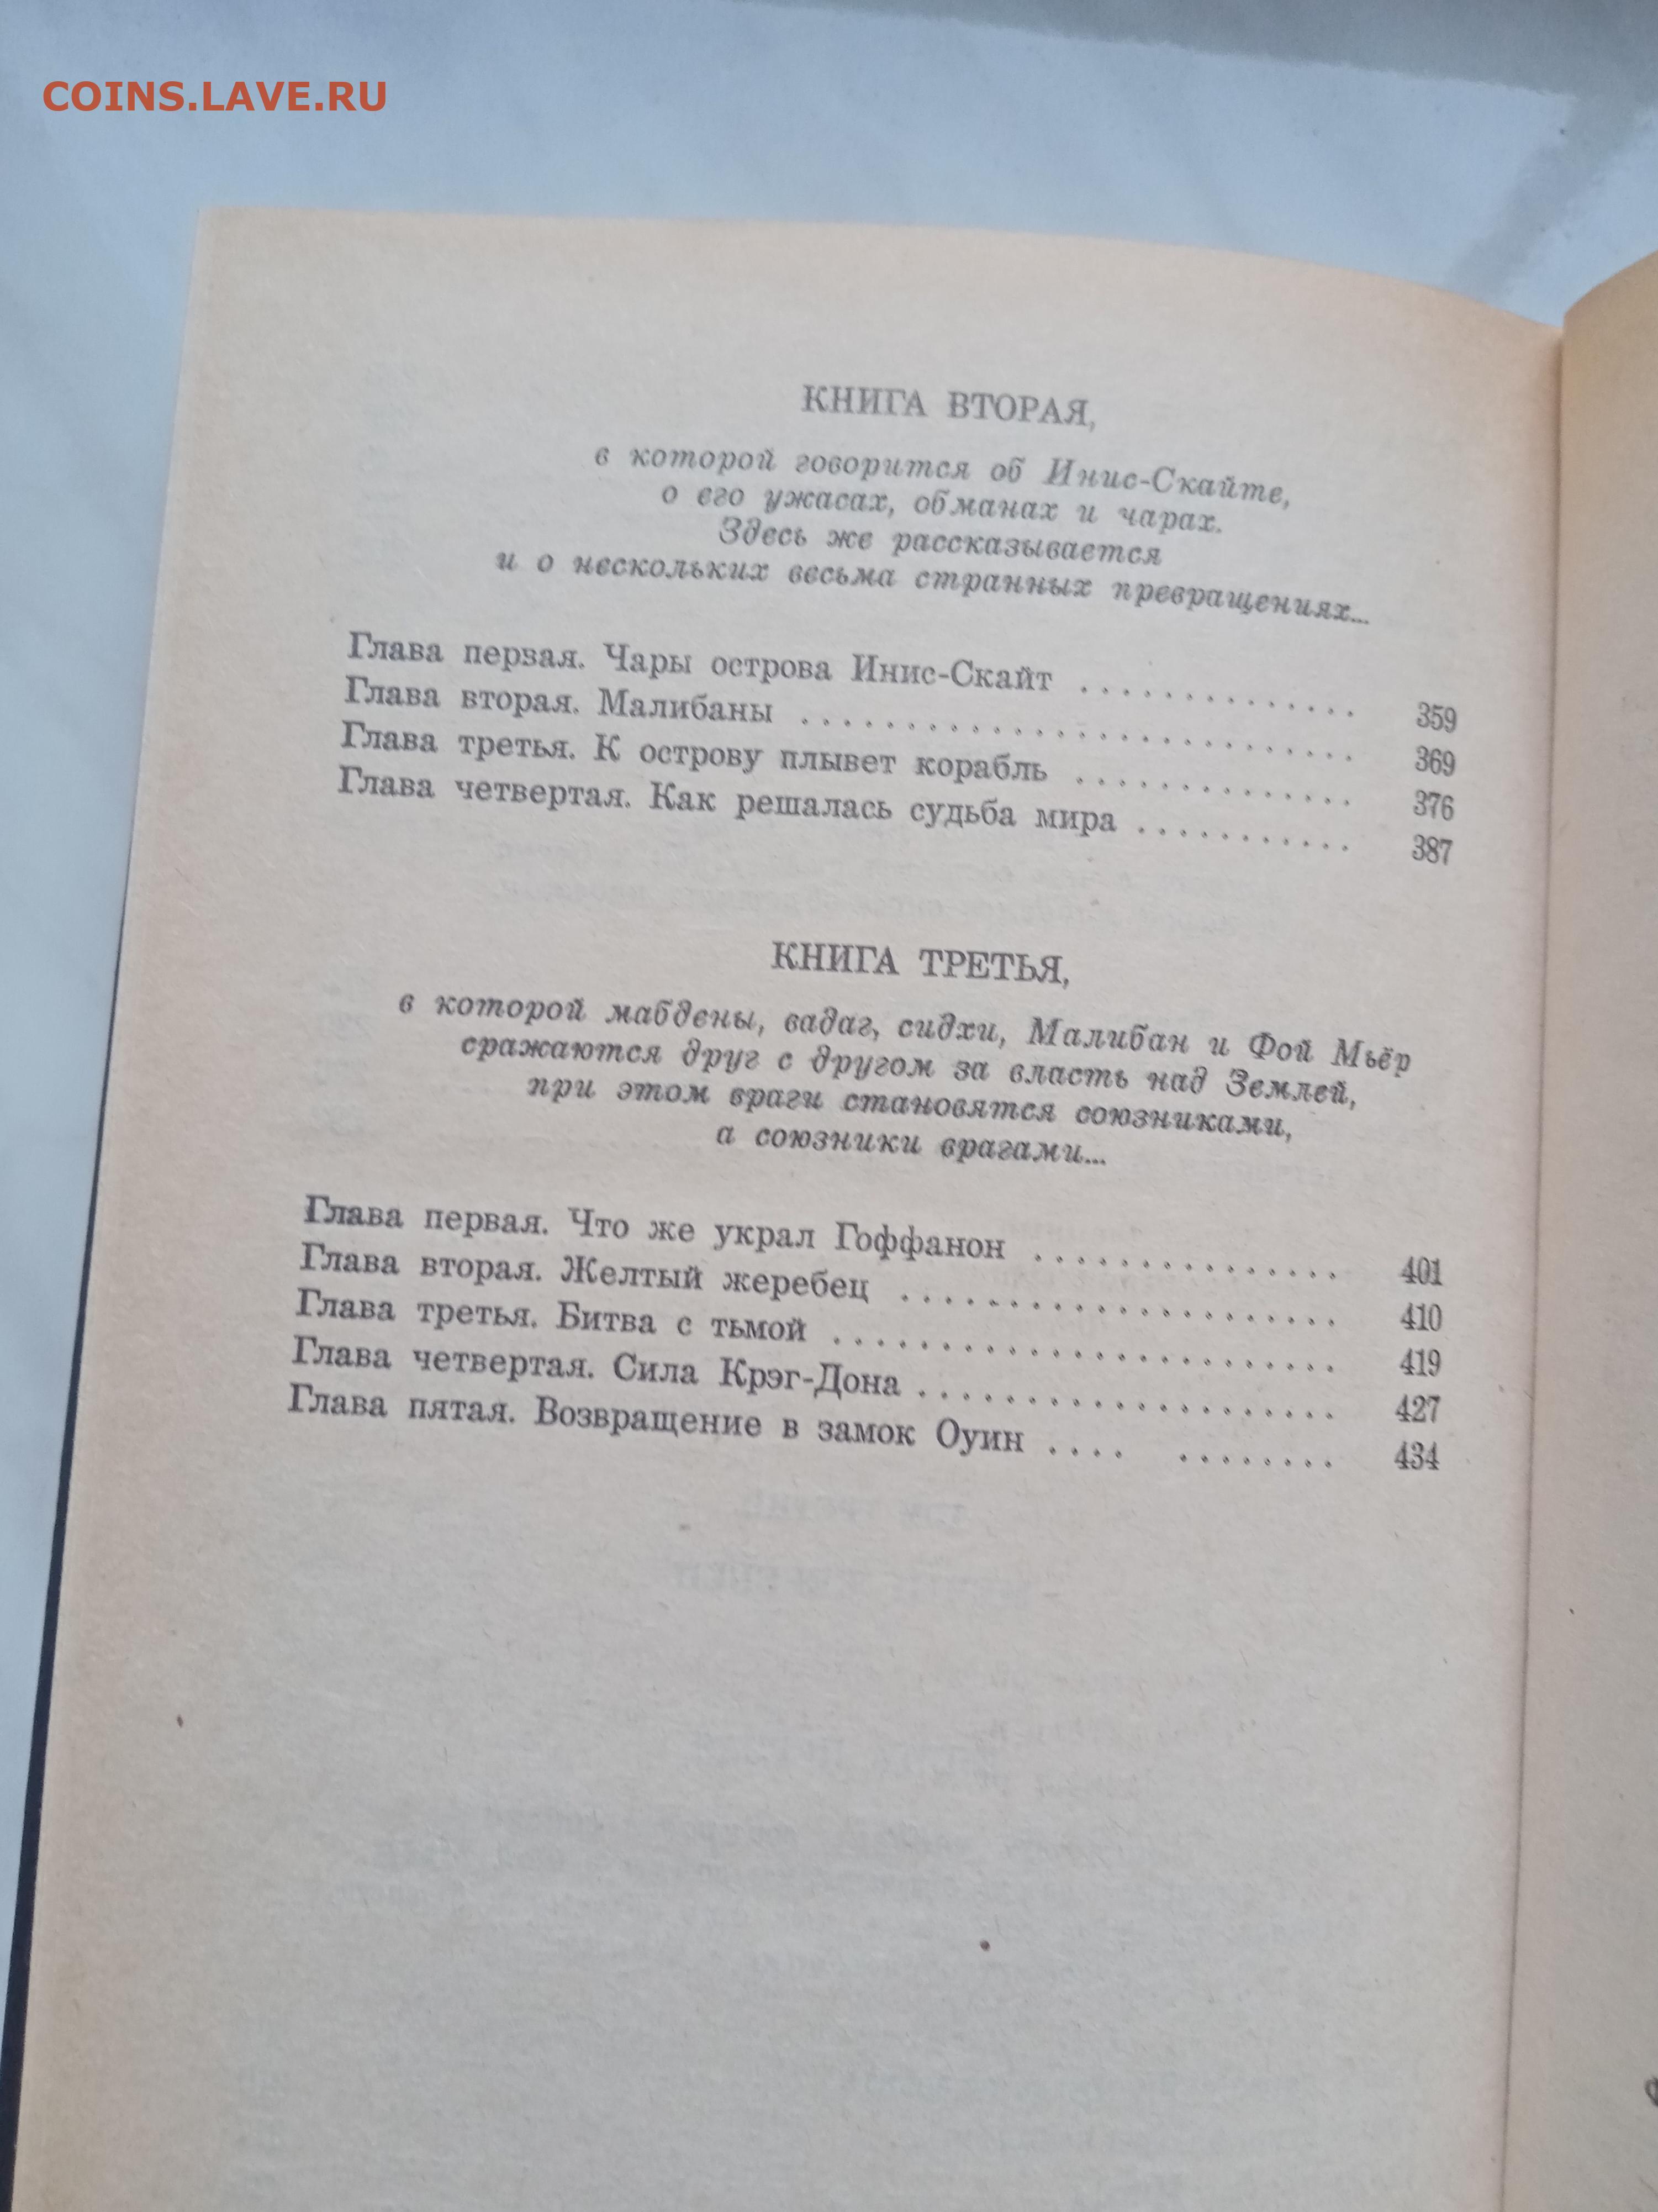 COINS.LAVE.RU
КНИГА ВТОРАЯ,
в которой говорится об Инис-Скайте,
о его ужасах, обманах и чарах.
Здесь же рассказывается
и о нескольких весьма странных превращениях...
Глава первая. Чары острова Инис-Скайт . . . . . . . . . . . . . 359
Глава вторая. Малибаны . . . . . . . . . . . . . . . . . . . . . . . . . . 369
Глава третья. К острову плывет корабль . . . . . . . . . . . . . 376
Глава четвертая. Как решалась судьба мира . . . . . . . . . . . 387
КНИГА ТРЕТЬЯ,
в которой мабдены, вадаг, сидхи, Малибан и Фой Мьёр
сражаются друг с другом за власть над Землей,
при этом враги становятся союзниками,
а союзники врагами...
Глава первая. Что же украл Гоффанон . . . . . . . . . . . . . . . 401
Глава вторая. Желтый жеребец . . . . . . . . . . . . . . . . . . . . . 410
Глава третья. Битва с тьмой . . . . . . . . . . . . . . . . . . . . . . . . 419
Глава четвертая. Сила Крэг-Дона . . . . . . . . . . . . . . . . . . . . 427
Глава пятая. Возвращение в замок Оуин . . . . . . . . . . . . 434